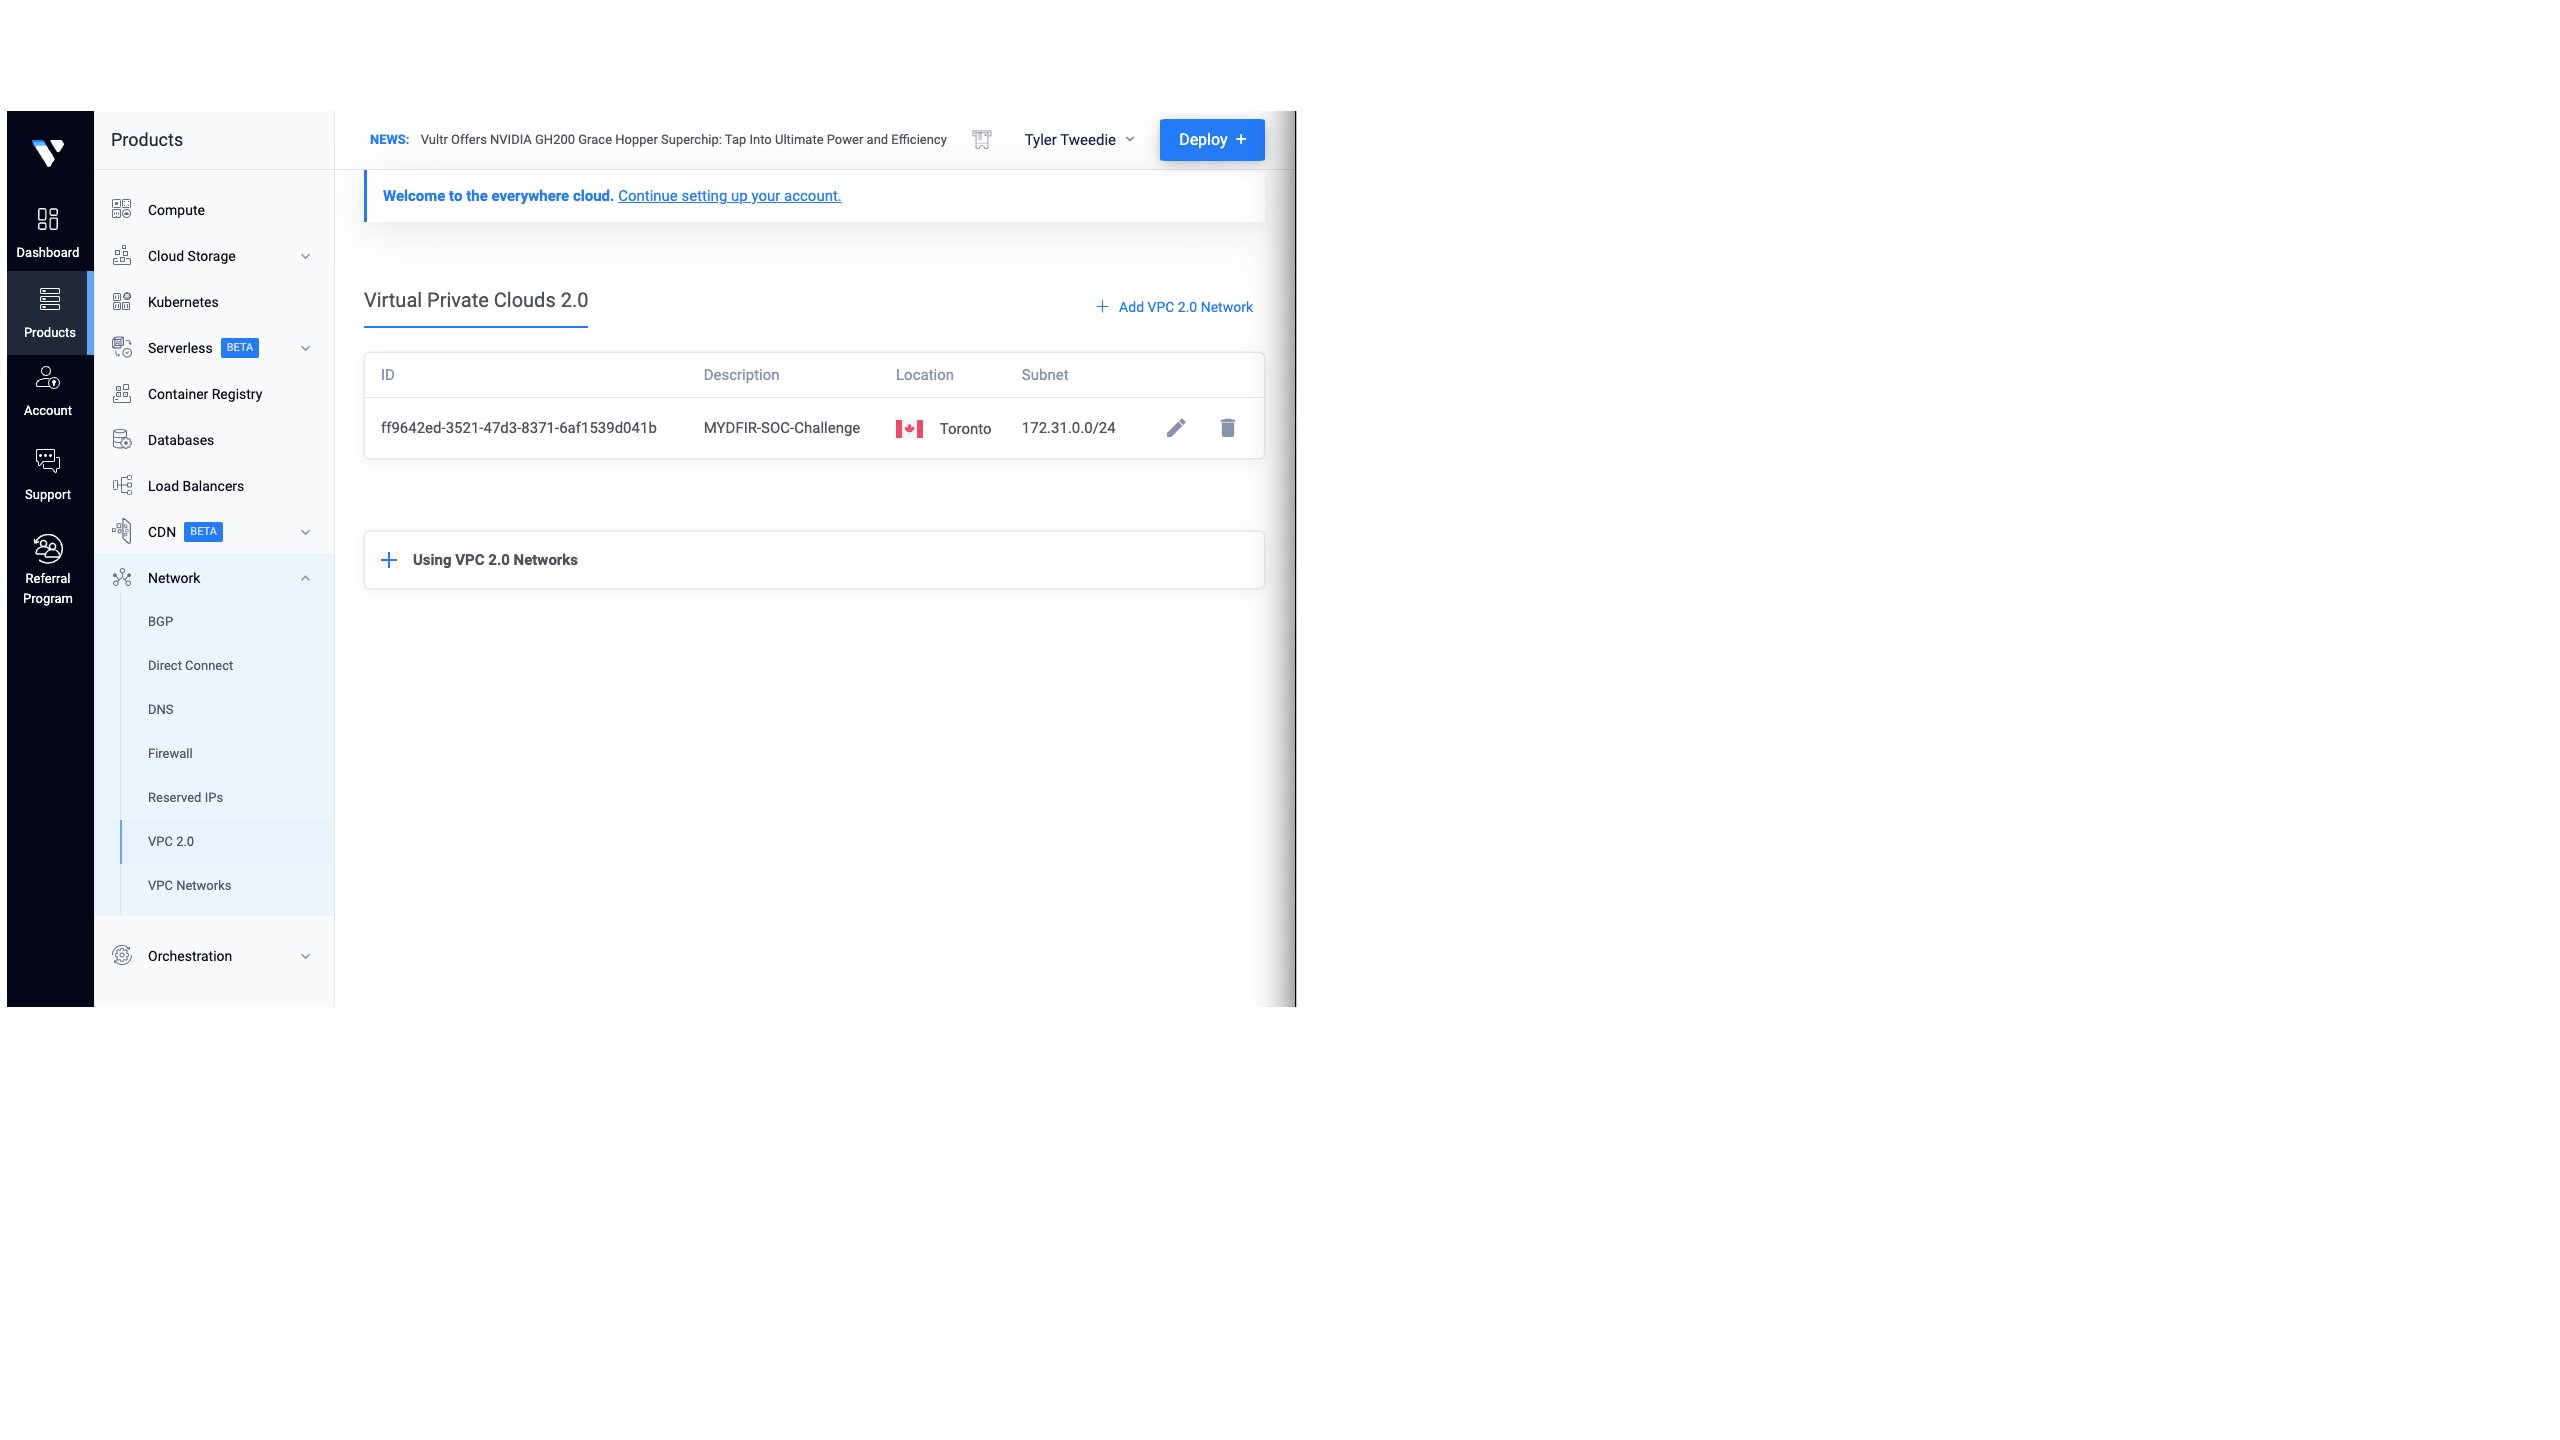 Products
NEWS: Vultr Offers NVIDIA GH200 Grace Hopper Superchip: Tap Into Ultimate Power and Efficiency
Tyler Tweedie
Deploy +
Dashboard
Products
Account
Support
Referral
Program
Compute
Cloud Storage
Kubernetes
Serverless BETA
Container Registry
Databases
Load Balancers
CDN BETA
Network
BGP
Direct Connect
DNS
Firewall
Reserved IPs
VPC 2.0
VPC Networks
Orchestration
Welcome to the everywhere cloud. Continue setting up your account.
Virtual Private Clouds 2.0
+ Add VPC 2.0 Network
ID Description Location Subnet
ff9642ed-3521-47d3-8371-6af1539d041b MYDFIR-SOC-Challenge Toronto 172.31.0.0/24
+ Using VPC 2.0 Networks